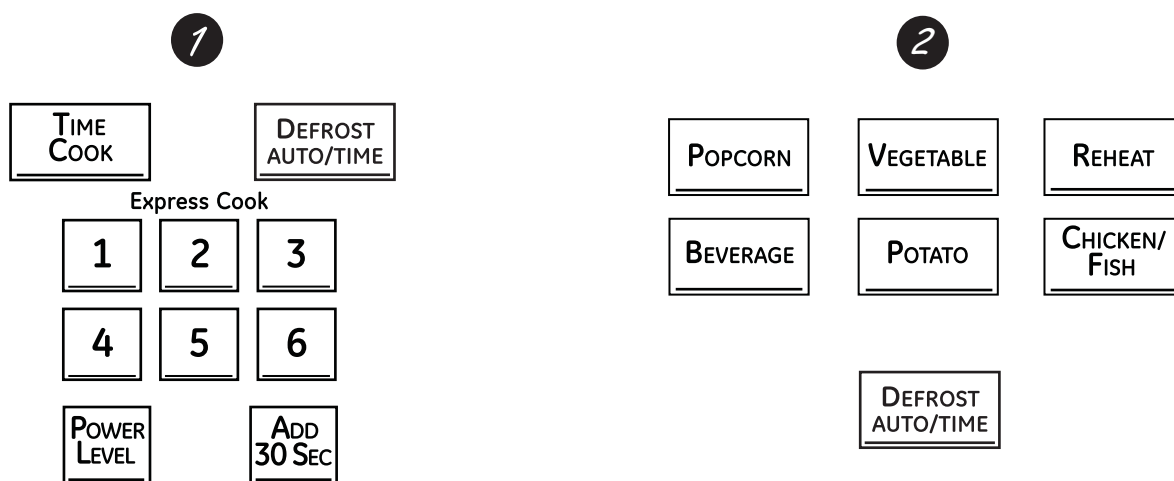 1
TIME
COOK
DEFROST
AUTO/TIME
Express Cook
1 2 3
4 5 6
POWER
LEVEL
ADD
30 SEC
2
POPCORN
VEGETABLE
REHEAT
BEVERAGE
POTATO
CHICKEN/
FISH
DEFROST
AUTO/TIME